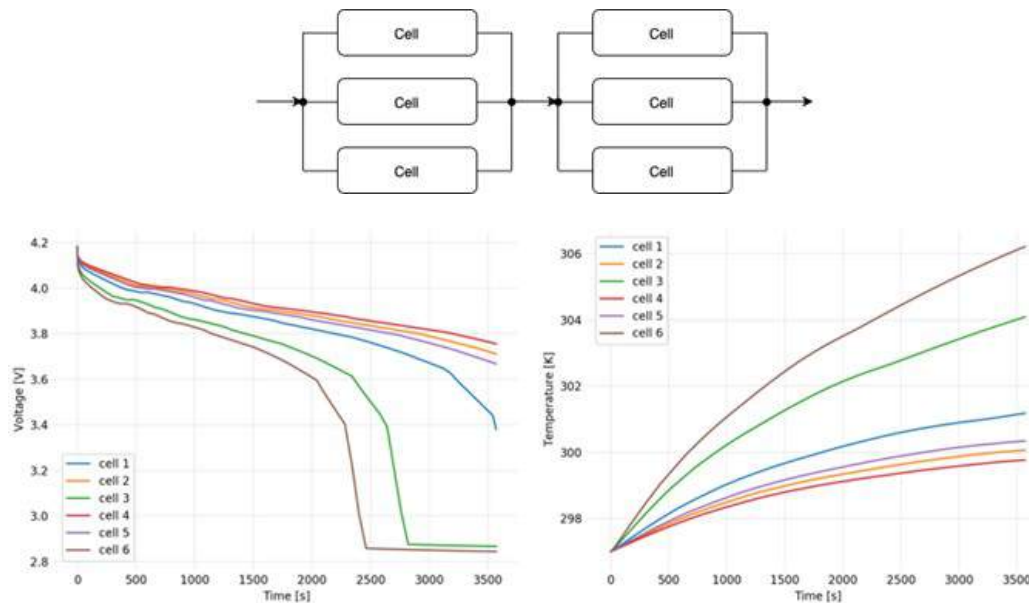 Cell Cell
Cell Cell
Cell Cell
4.2
4.0
3.8
3.6
3.4
3.2
3.0
2.8
Voltage [V]
cell 1
cell 2
cell 3
cell 4
cell 5
cell 6
0 500 1000 1500 2000 2500 3000 3500
Time [s]
306
304
302
300
298
Temperature [K]
cell 1
cell 2
cell 3
cell 4
cell 5
cell 6
0 500 1000 1500 2000 2500 3000 3500
Time [s]